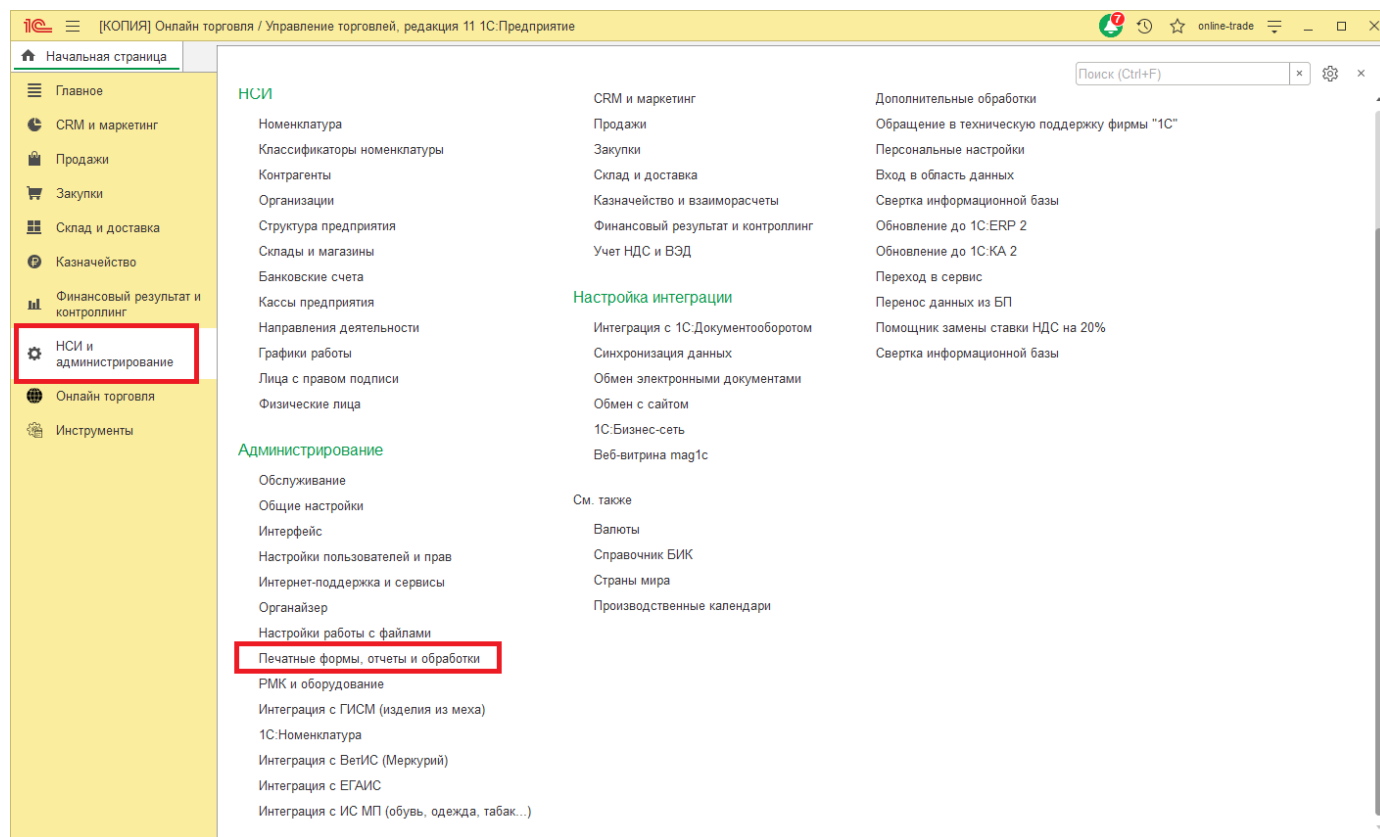 [КОПИЯ] Онлайн торговля / Управление торговлей, редакция 11 1С:Предприятие
7
online-trade
Начальная страница
Поиск (Ctrl+F)
Главное
CRM и маркетинг
Продажи
Закупки
Склад и доставка
Казначейство
Финансовый результат и
контроллинг
НСИ и
администрирование
Онлайн торговля
Инструменты
НСИ
Номенклатура
Классификаторы номенклатуры
Контрагенты
Организации
Структура предприятия
Склады и магазины
Банковские счета
Кассы предприятия
Направления деятельности
Графики работы
Лица с правом подписи
Физические лица
Администрирование
Обслуживание
Общие настройки
Интерфейс
Настройки пользователей и прав
Интернет-поддержка и сервисы
Органайзер
Настройки работы с файлами
Печатные формы, отчеты и обработки
РМК и оборудование
Интеграция с ГИСМ (изделия из меха)
1С:Номенклатура
Интеграция с ВетИС (Меркурий)
Интеграция с ЕГАИС
Интеграция с ИС МП (обувь, одежда, табак...)
CRM и маркетинг
Продажи
Закупки
Склад и доставка
Казначейство и взаиморасчеты
Финансовый результат и контроллинг
Учет НДС и ВЭД
Настройка интеграции
Интеграция с 1С:Документооборотом
Синхронизация данных
Обмен электронными документами
Обмен с сайтом
1С:Бизнес-сеть
Веб-витрина mag1c
См. также
Валюты
Справочник БИК
Страны мира
Производственные календари
Дополнительные обработки
Обращение в техническую поддержку фирмы "1С"
Персональные настройки
Вход в область данных
Свертка информационной базы
Обновление до 1С:ERP 2
Обновление до 1С:КА 2
Переход в сервис
Перенос данных из БП
Помощник замены ставки НДС на 20%
Свертка информационной базы